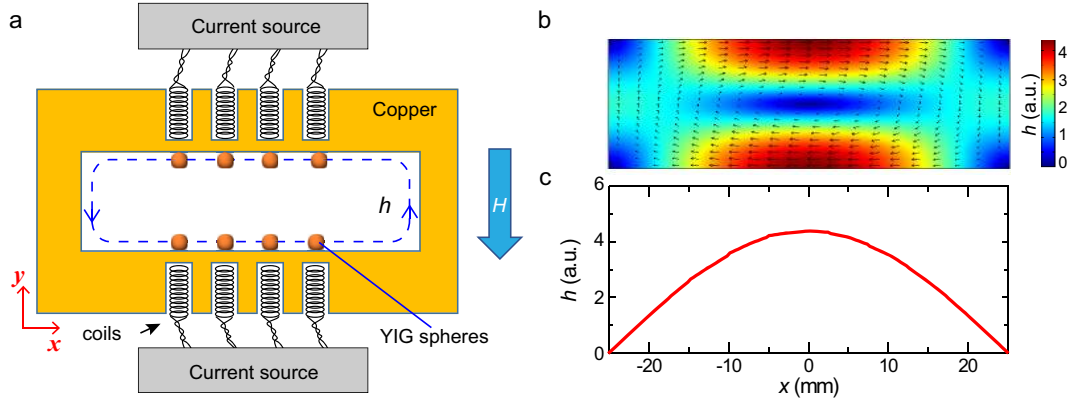 a
Current source
Copper
h
H
y
x
coils
YIG spheres
Current source
b
4
3
2
1
0
h (a.u.)
c
6
4
2
0
h (a.u.)
-20
-10
0
10
20
x (mm)